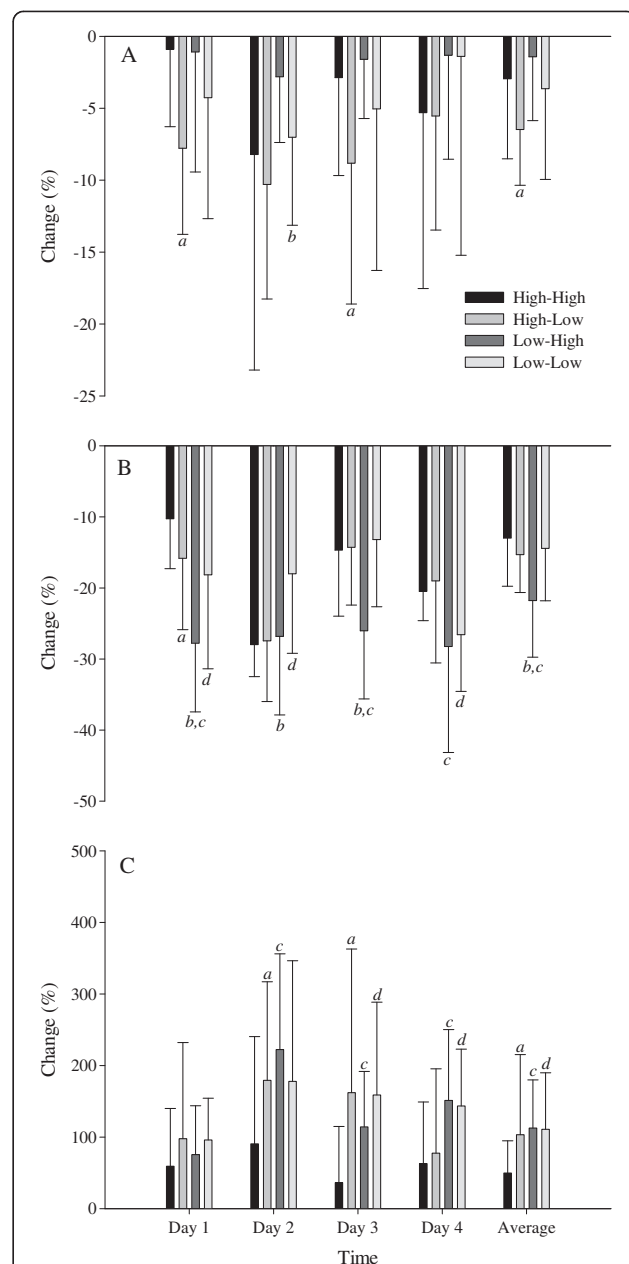 A
0
-5
-10
-15
-20
-25
Change (%)
a
b
a
a
High-High
High-Low
Low-High
Low-Low
B
0
-10
-20
-30
-40
-50
Change (%)
a
b,c
d
b
d
b,c
c
d
b,c
C
500
400
300
200
100
0
Change (%)
a
c
a
c
d
c
d
a
c
d
Day 1
Day 2
Day 3
Day 4
Average
Time